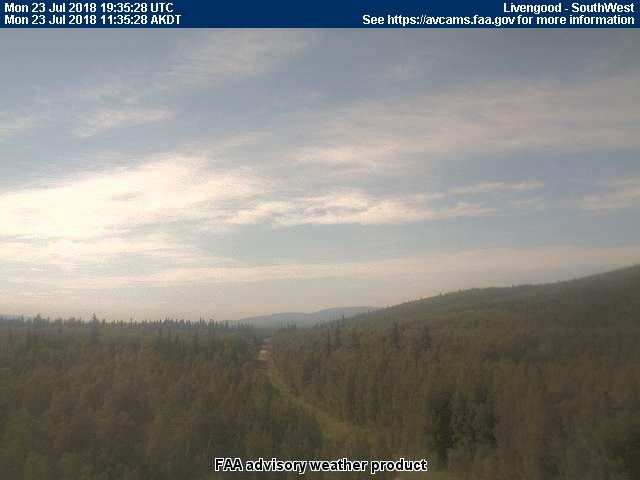 Mon 23 Jul 2018 19:35:28 UTC
Livengood - SouthWest
Mon 23 Jul 2018 11:35:28 AKDT
See https://avcams.faa.gov for more information
FAA advisory weather product